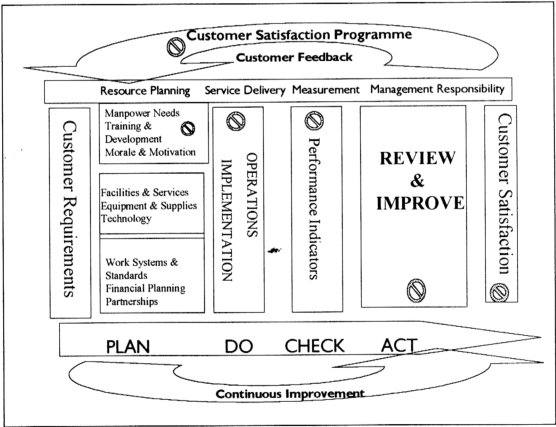 Customer Satisfaction Programme
Customer Feedback
Resource Planning Service Delivery Measurement Management Responsibility
Customer Requirements
Manpower Needs
Training &
Development
Morale & Motivation
Facilities & Services
Equipment & Supplies
Technology
Work Systems &
Standards
Financial Planning
Partnerships
OPERATIONS
IMPLEMENTATION
Performance Indicators
REVIEW
&
IMPROVE
Customer Satisfaction
PLAN DO CHECK ACT
Continuous Improvement